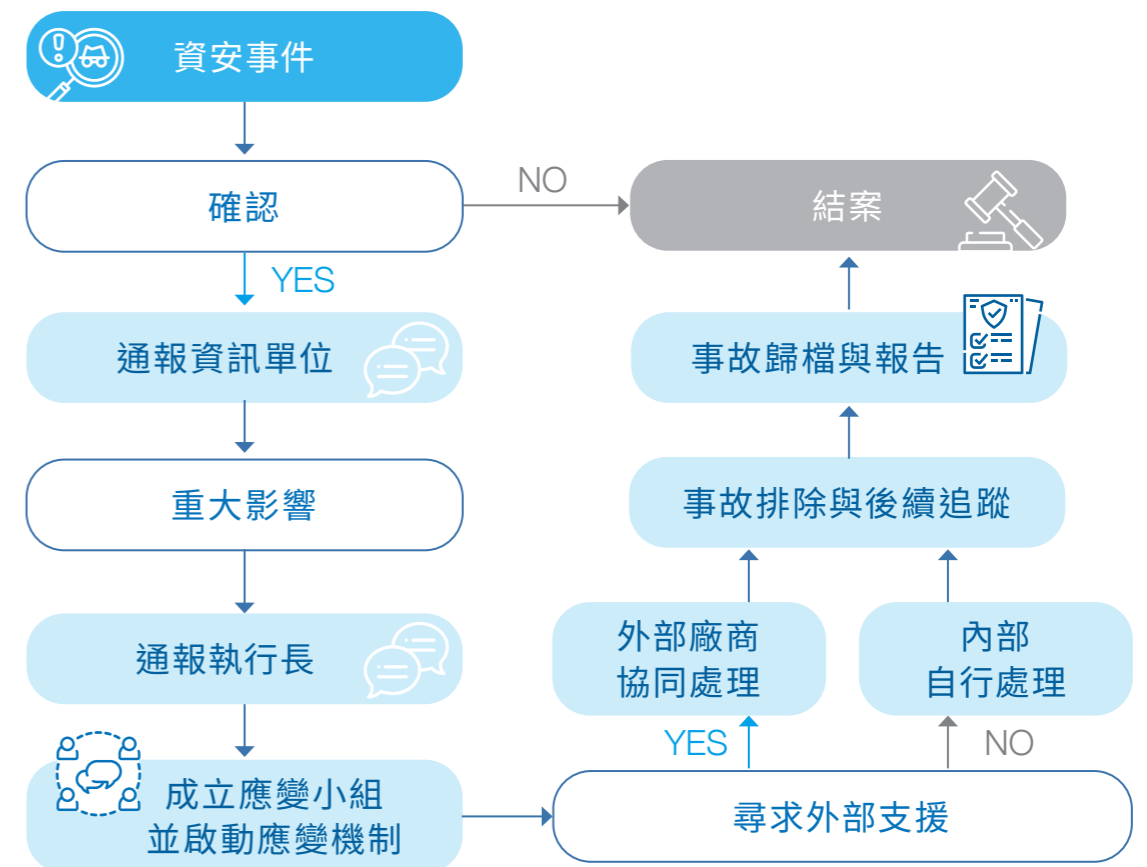 資安事件
確認
NO
結案
YES
通報資訊單位
事故歸檔與報告
重大影響
事故排除與後續追蹤
通報執行長
外部廠商
協同處理
內部
自行處理
YES
NO
成立應變小組
並啟動應變機制
尋求外部支援